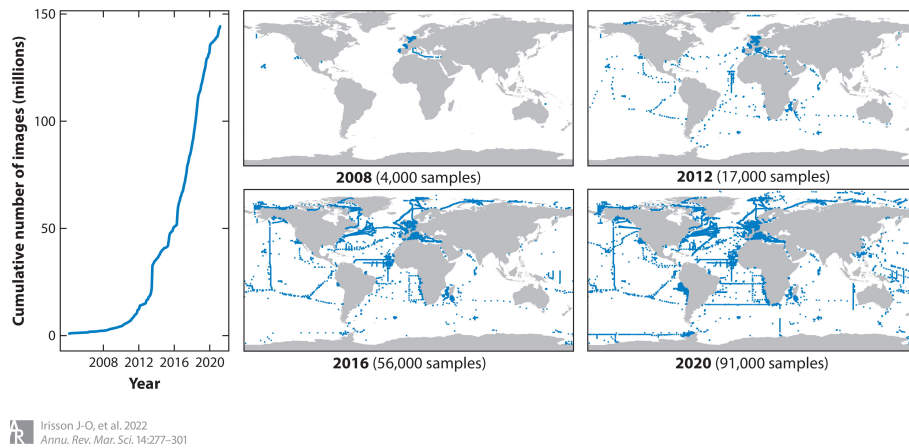 150
100
50
0
Cumulative number of images (millions)
2008 2012 2016 2020
Year
2008 (4,000 samples)
2012 (17,000 samples)
2016 (56,000 samples)
2020 (91,000 samples)
AR
Irisson J-O, et al. 2022
Annu. Rev. Mar. Sci. 14:277–301